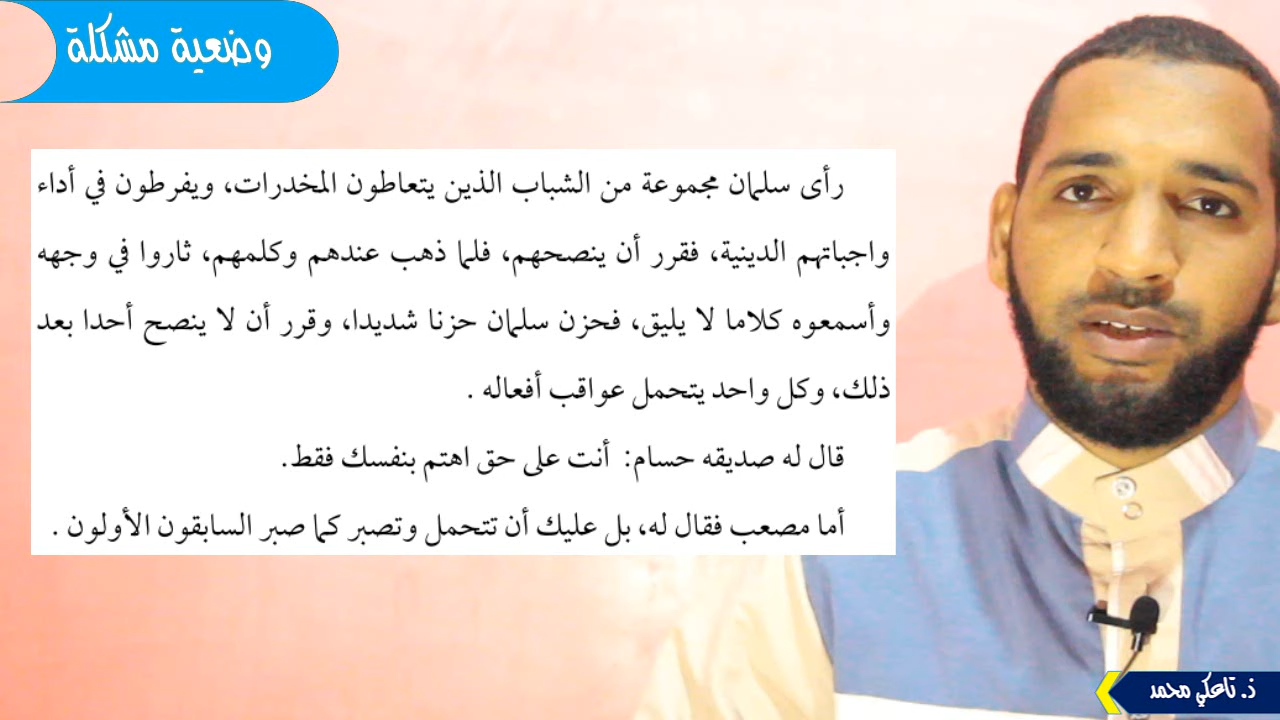 وضعية مشكلة
رأى سلمان مجموعة من الشباب الذين يتعاطون المخدرات، ويفرطون في أداء
واجباتهم الدينية، فقرر أن ينصحهم، فلما ذهب عندهم وكلمهم، ثاروا في وجهه
وأسمعوه كلاما لا يليق، فحزن سلمان حزنا شديدا، وقرر أن لا ينصح أحدا بعد
ذلك، وكل واحد يتحمل عواقب أفعاله .
قال له صديقه حسام: أنت على حق اهتم بنفسك فقط.
أما مصعب فقال له، بل عليك أن تتحمل وتصبر كما صبر السابقون الأولون .
ذ. تاعكي محمد